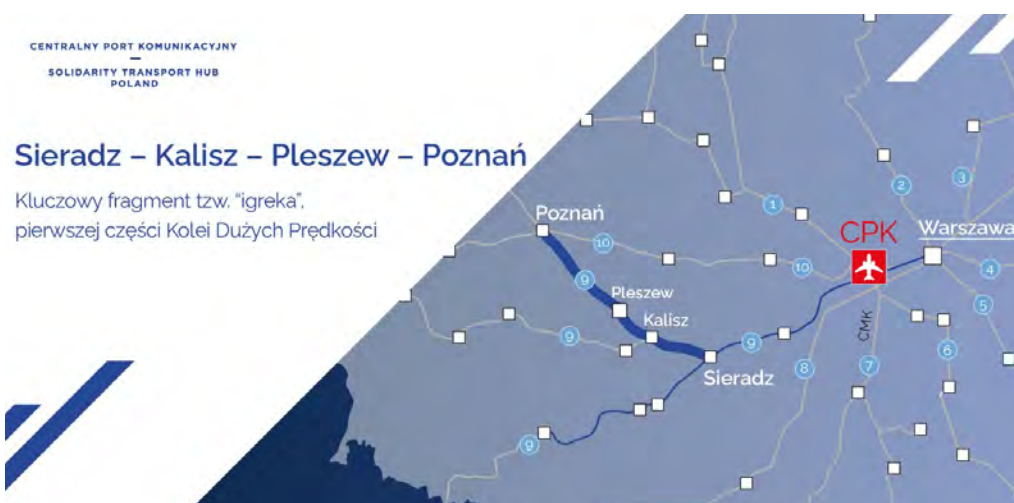 CENTRALNY PORT KOMUNIKACYJNY
—
SOLIDARITY TRANSPORT HUB
POLAND
Sieradz – Kalisz – Pleszew – Poznań
Kluczowy fragment tzw. "igreka",
pierwszej części Kolei Dużych Prędkości
3
2
1
Poznań
CPK
Warszawa
10
10
4
9
Pleszew
5
Kalisz
9
9
CMK
6
Sieradz
8
7
9